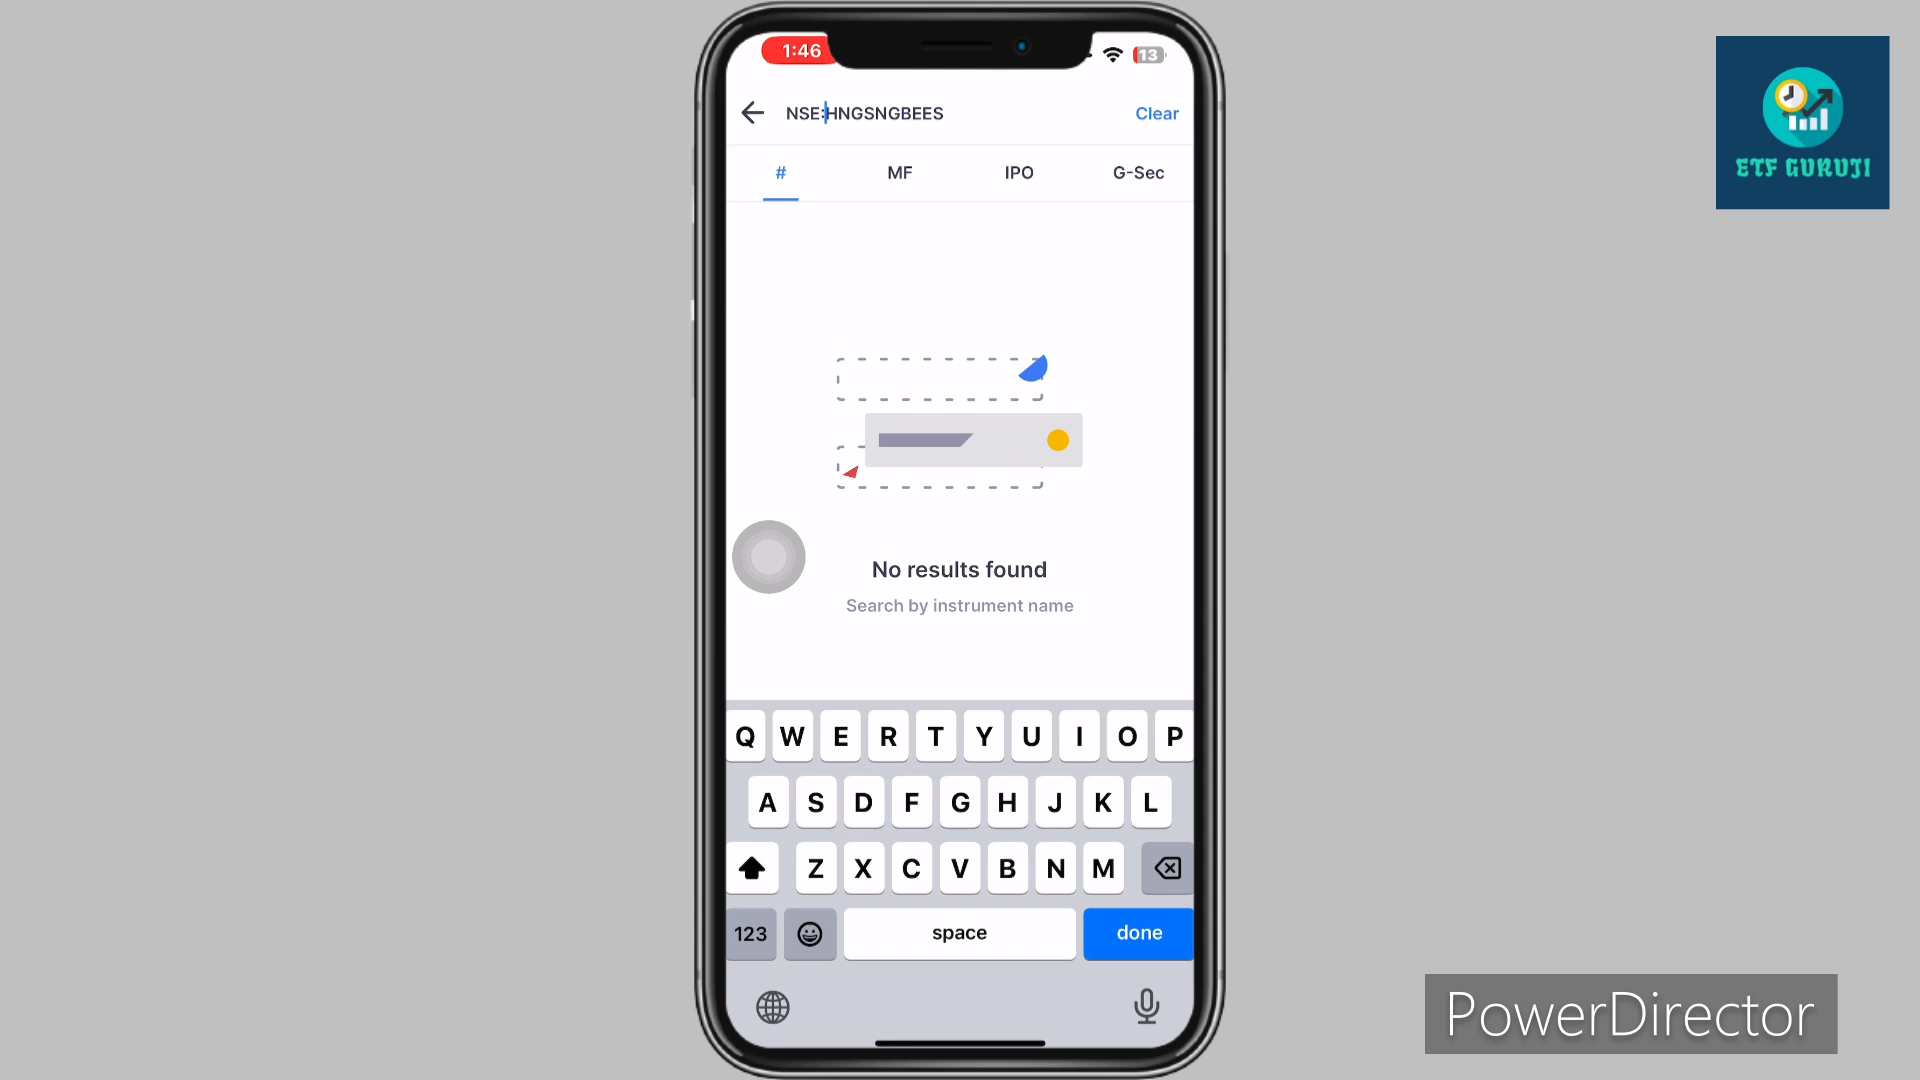 1:46
13
NSE:HNGSNGBEES
Clear
#
MF
IPO
G-Sec
No results found
Search by instrument name
Q W E R T Y U I O P
A S D F G H J K L
Z X C V B N M
123
space
done
ETF GURUJI
PowerDirector